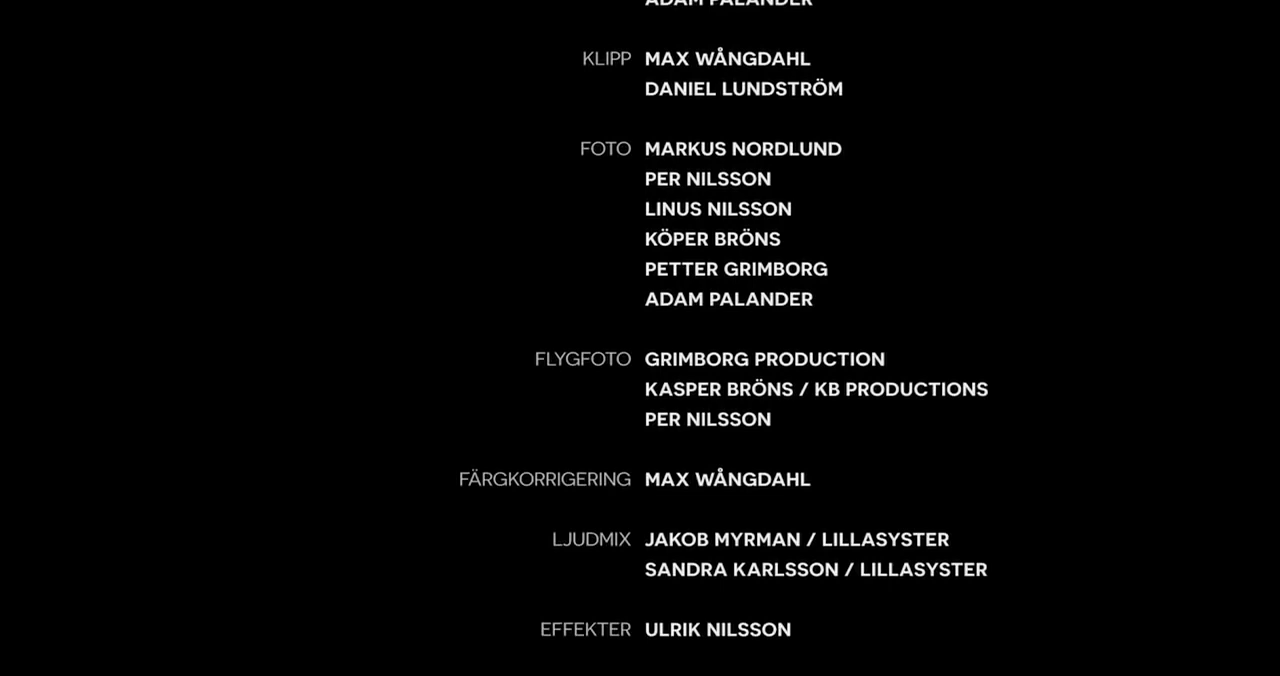 ADAM PALANDER
KLIPP MAX WÅNGDAHL
DANIEL LUNDSTRÖM
FOTO MARKUS NORDLUND
PER NILSSON
LINUS NILSSON
KÖPER BRÖNS
PETTER GRIMBORG
ADAM PALANDER
FLYGFOTO GRIMBORG PRODUCTION
KASPER BRÖNS / KB PRODUCTIONS
PER NILSSON
FÄRGKORRIGERING MAX WÅNGDAHL
LJUDMIX JAKOB MYRMAN / LILLASYSTER
SANDRA KARLSSON / LILLASYSTER
EFFEKTER ULRIK NILSSON